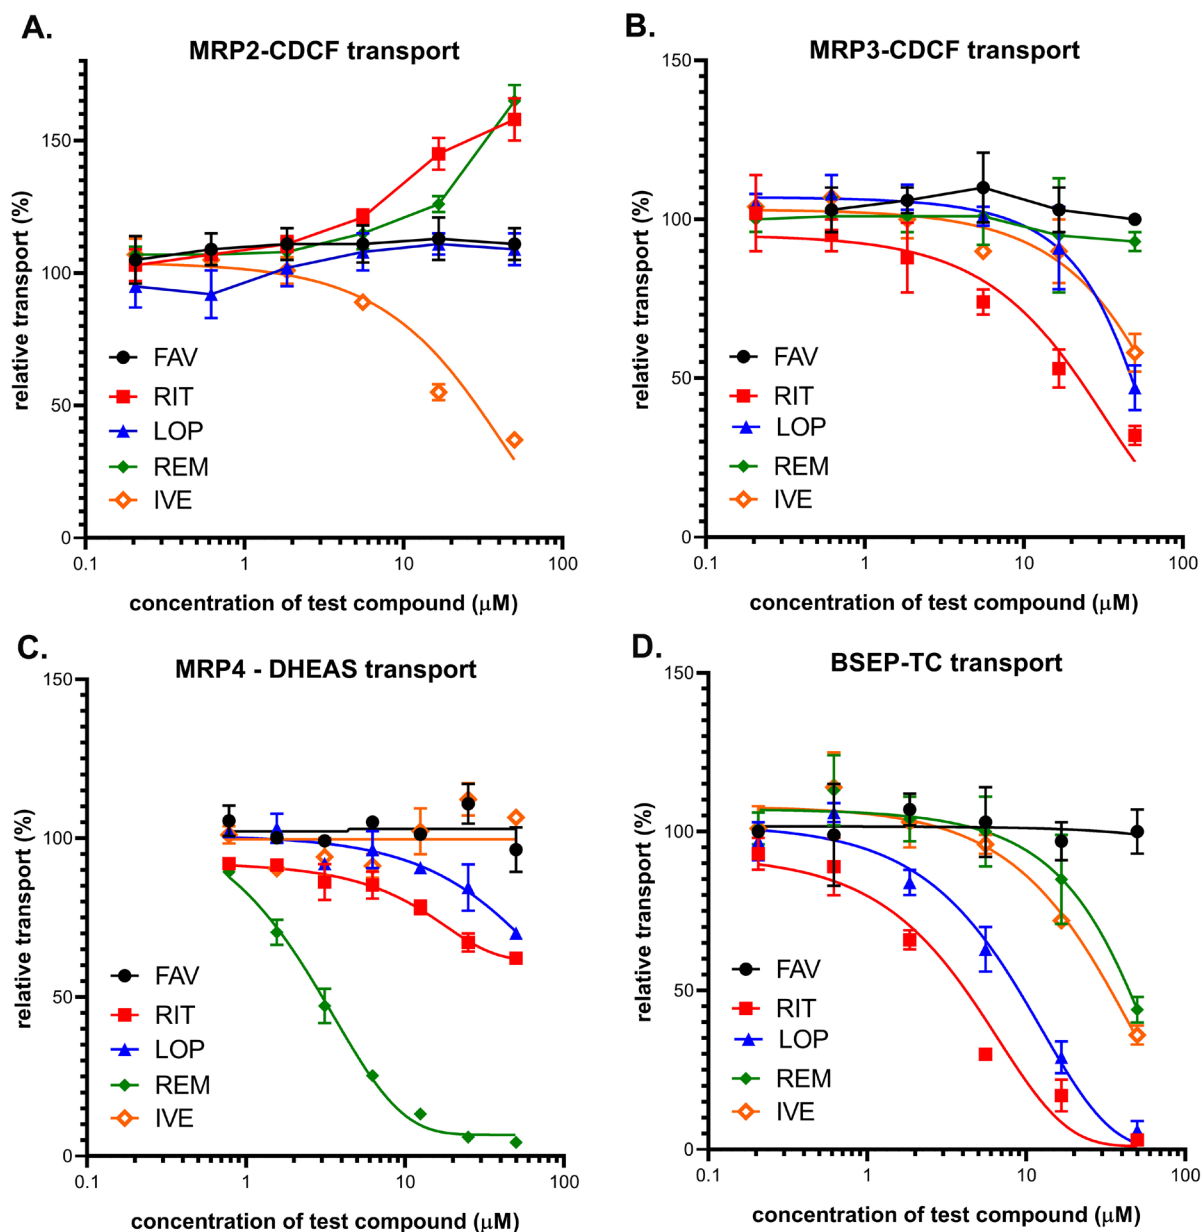 A.
MRP2-CDCF transport
relative transport (%)
150
100
50
0
FAV
RIT
LOP
REM
IVE
0.1
1
10
100
concentration of test compound (μM)
B.
MRP3-CDCF transport
relative transport (%)
150
100
50
0
FAV
RIT
LOP
REM
IVE
0.1
1
10
100
concentration of test compound (μM)
C.
MRP4 - DHEAS transport
relative transport (%)
150
100
50
0
FAV
RIT
LOP
REM
IVE
0.1
1
10
100
concentration of test compound (μM)
D.
BSEP-TC transport
relative transport (%)
150
100
50
0
FAV
RIT
LOP
REM
IVE
0.1
1
10
100
concentration of test compound (μM)